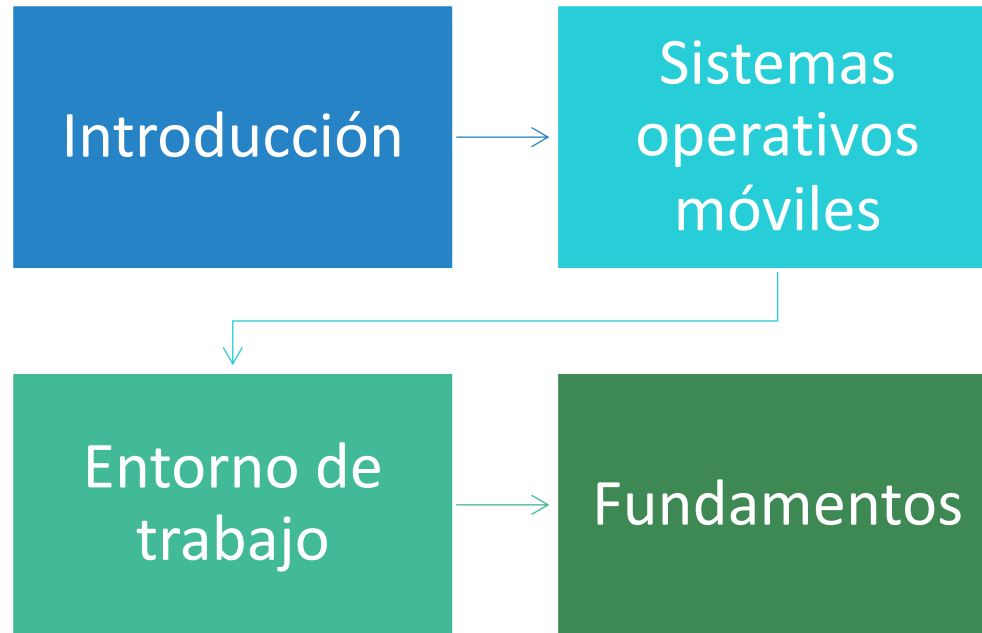 Introducción
Sistemas
operativos
móviles
Entorno de
trabajo
Fundamentos